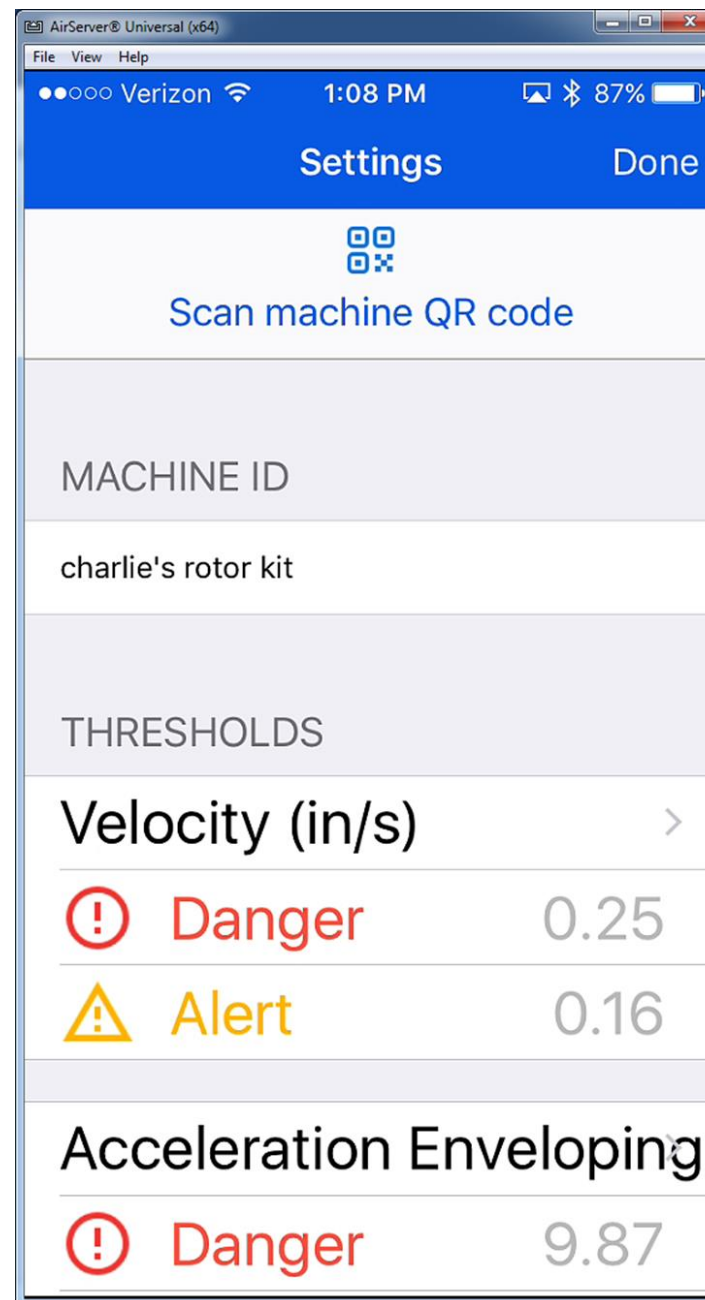 AirServer® Universal (x64)
File View Help
Verizon 1:08 PM 87%
Settings Done
Scan machine QR code
MACHINE ID
charlie's rotor kit
THRESHOLDS
Velocity (in/s)
Danger 0.25
Alert 0.16
Acceleration Enveloping
Danger 9.87